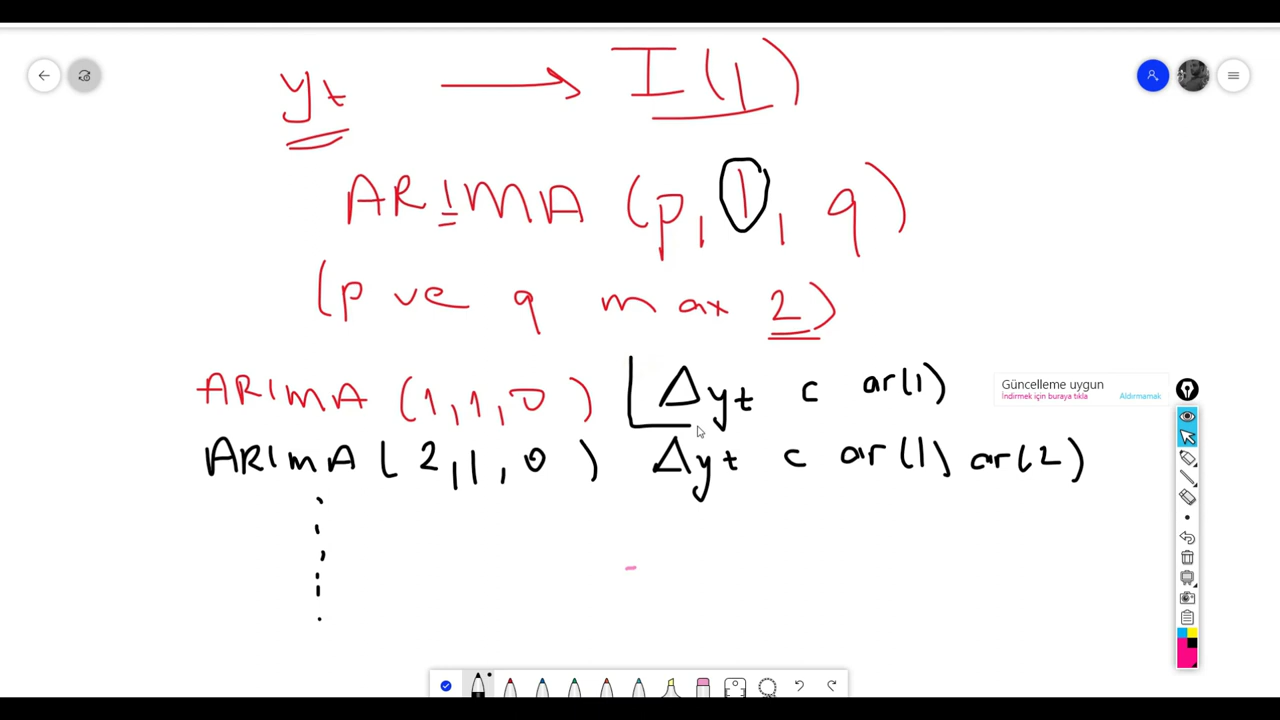 yt → I(1)
ARIMA (p, 1, q)
(p ve q max 2)
ARIMA (1,1,0) Δyt c ar(1)
Güncelleme uygun
İndirmek için buraya tıkla Aldırmamak
ARIMA (2,1,0) Δyt c ar(1) ar(2)